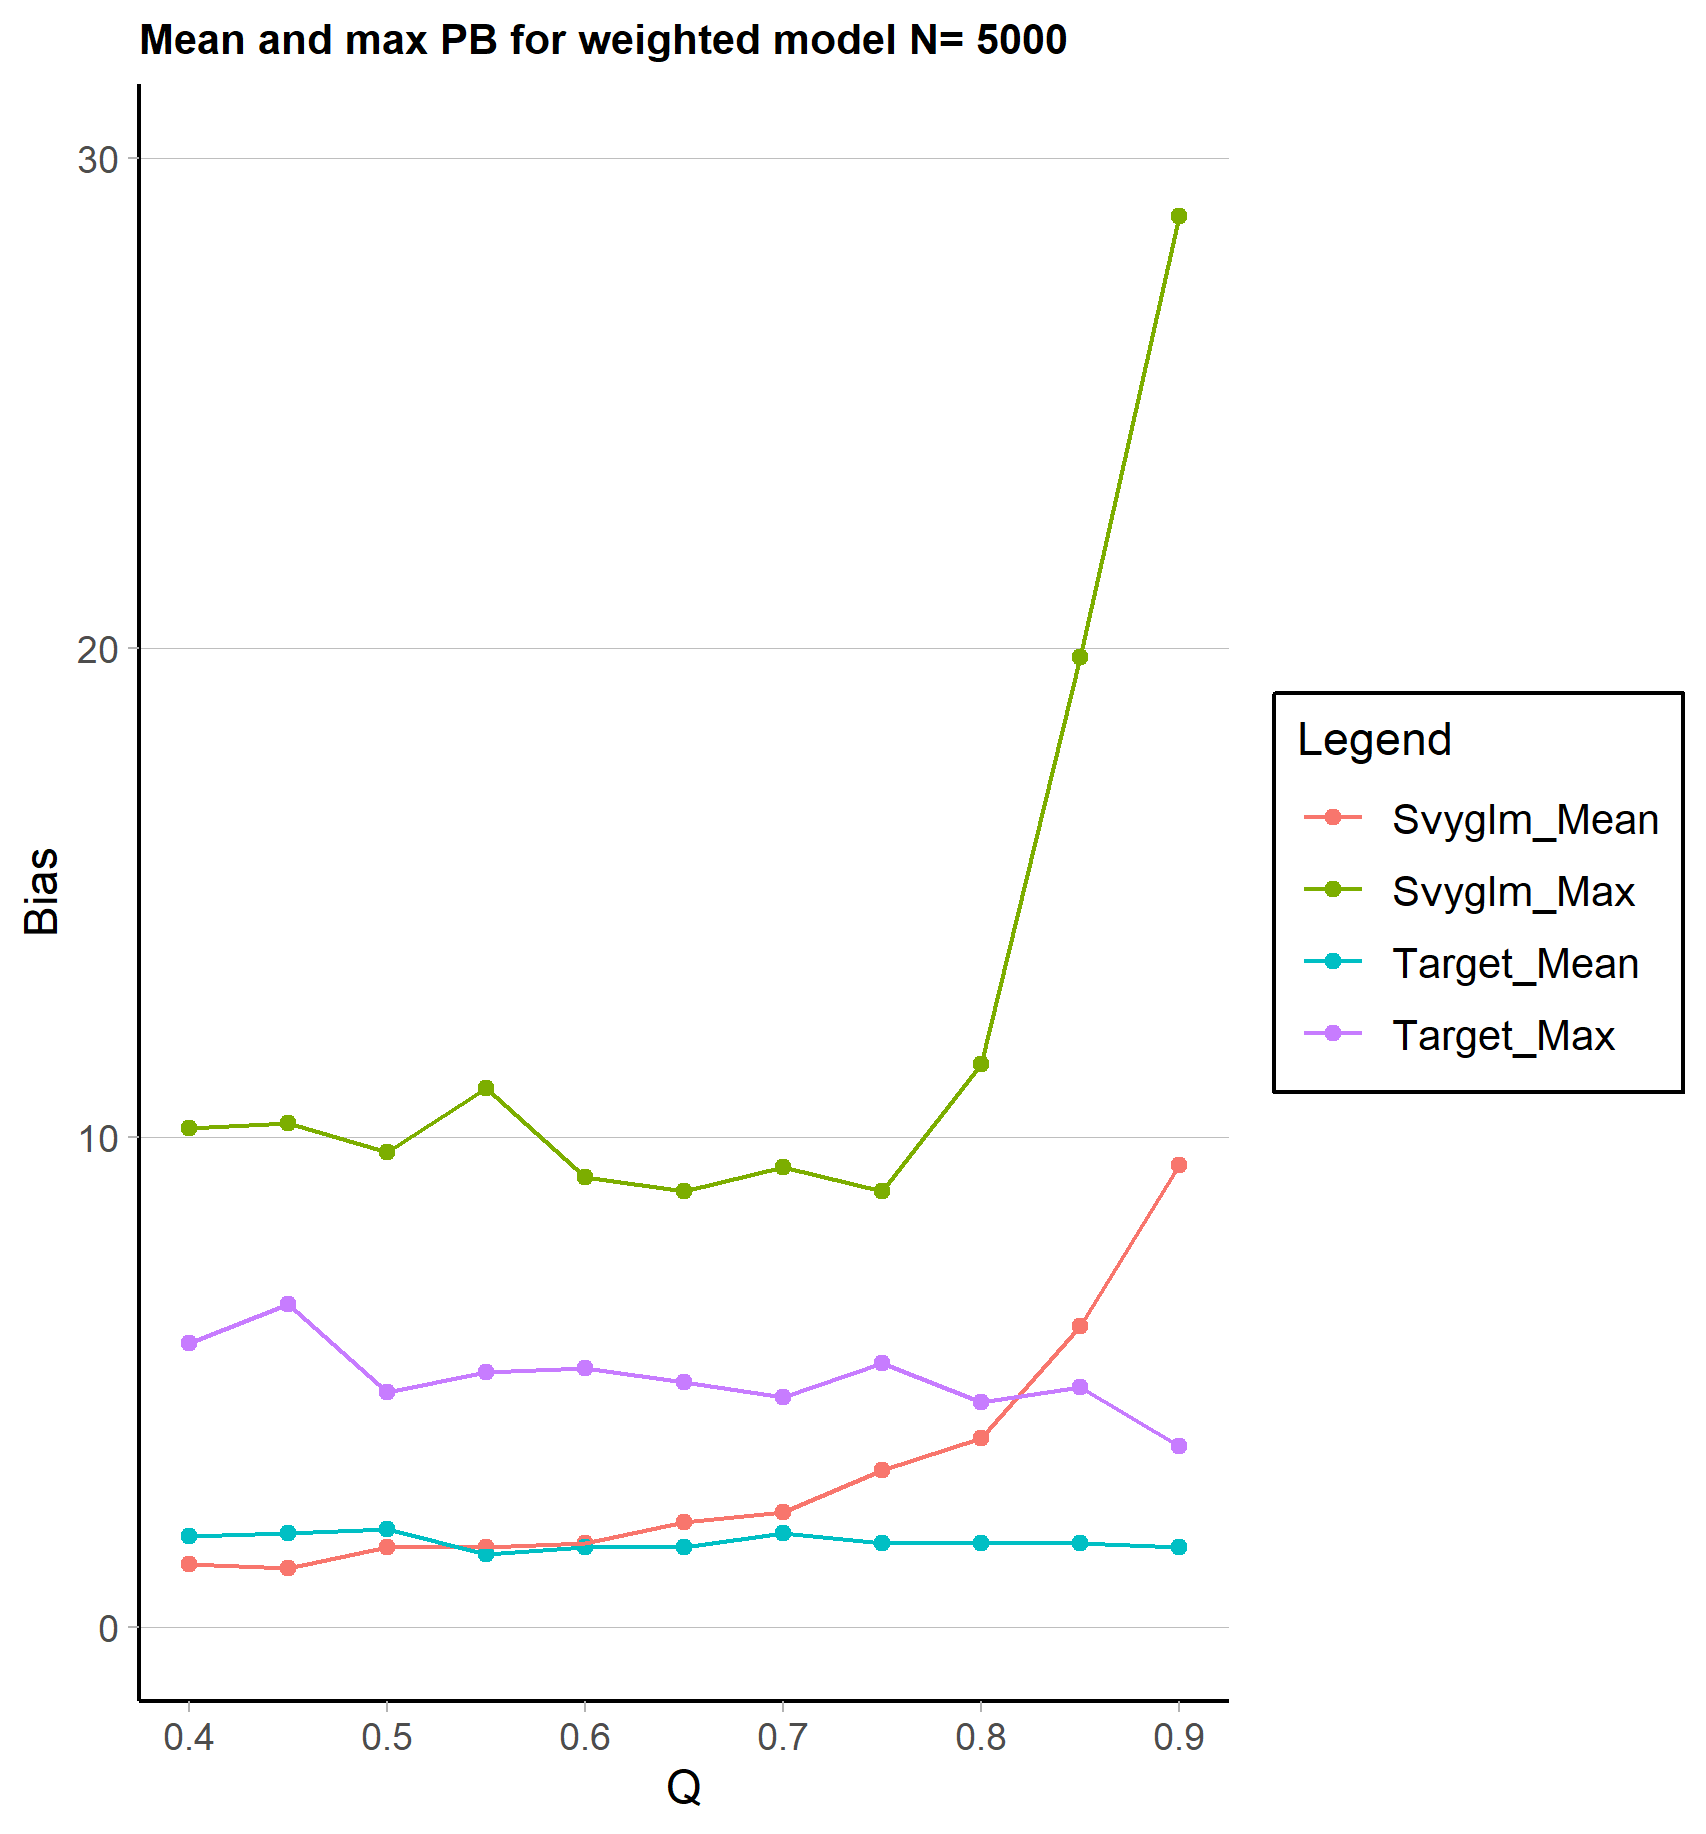 Mean and max PB for weighted model N= 5000
30
20
10
0
Bias
0.4 0.5 0.6 0.7 0.8 0.9
Q
Legend
Svyglm_Mean
Svyglm_Max
Target_Mean
Target_Max